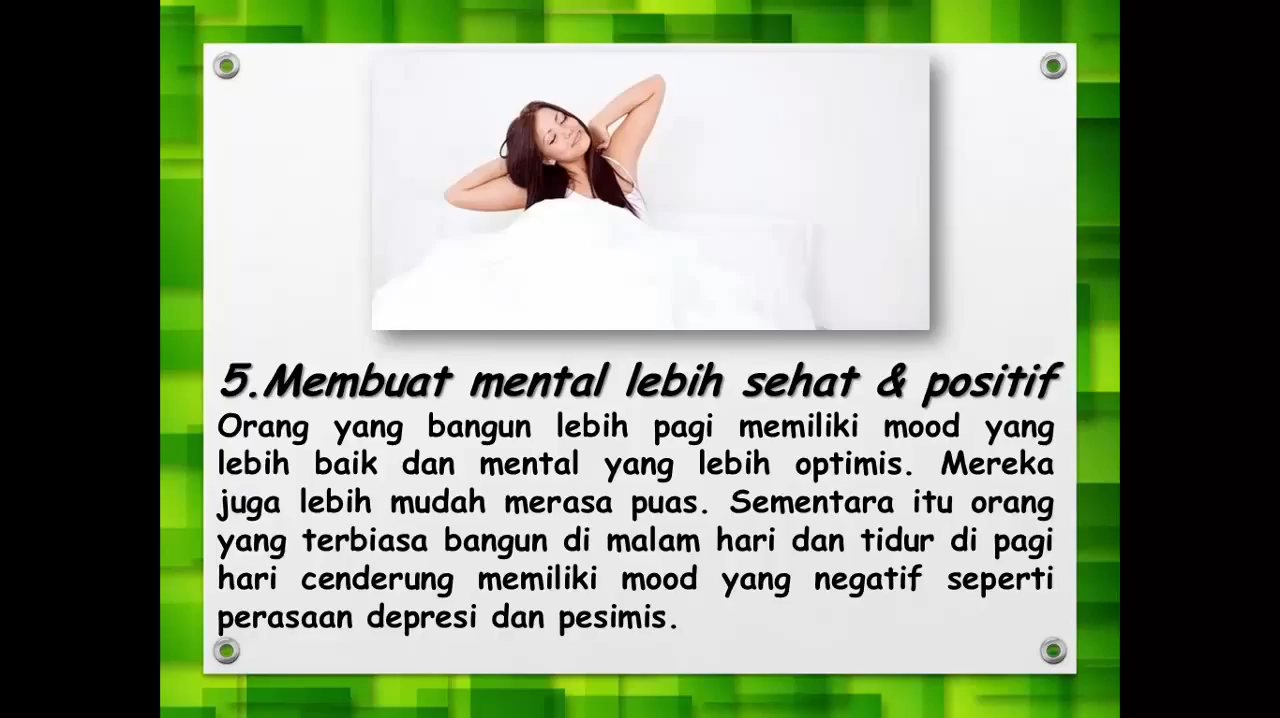 5.Membuat mental lebih sehat & positif
Orang yang bangun lebih pagi memiliki mood yang
lebih baik dan mental yang lebih optimis. Mereka
juga lebih mudah merasa puas. Sementara itu orang
yang terbiasa bangun di malam hari dan tidur di pagi
hari cenderung memiliki mood yang negatif seperti
perasaan depresi dan pesimis.